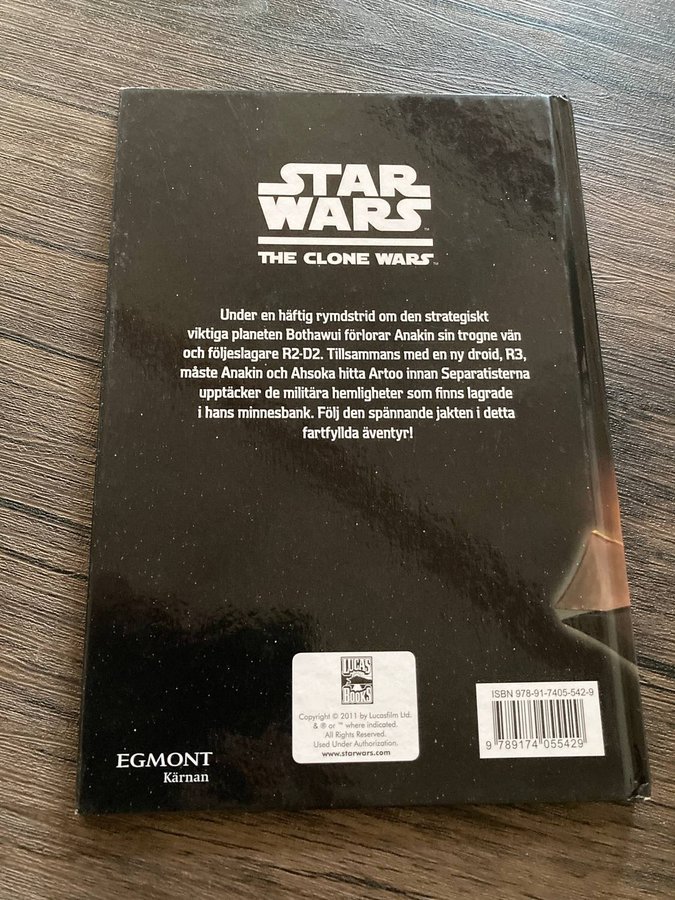 STAR
WARS™
THE CLONE WARS™
Under en häftig rymdstrid om den strategiskt
viktiga planeten Bothawui förlorar Anakin sin trogne vän
och följeslagare R2-D2. Tillsammans med en ny droid, R3,
måste Anakin och Ahsoka hitta Artoo innan Separatisterna
upptäcker de militära hemligheter som finns lagrade
i hans minnesbank. Följ den spännande jakten i detta
fartfyllda äventyr!
LUCAS
BOOKS
Copyright © 2011 by Lucasfilm Ltd.
& ® or ™ where indicated.
All Rights Reserved.
Used Under Authorization.
www.starwars.com
ISBN 978-91-7405-542-9
9 789174 055429
EGMONT
Kärnan